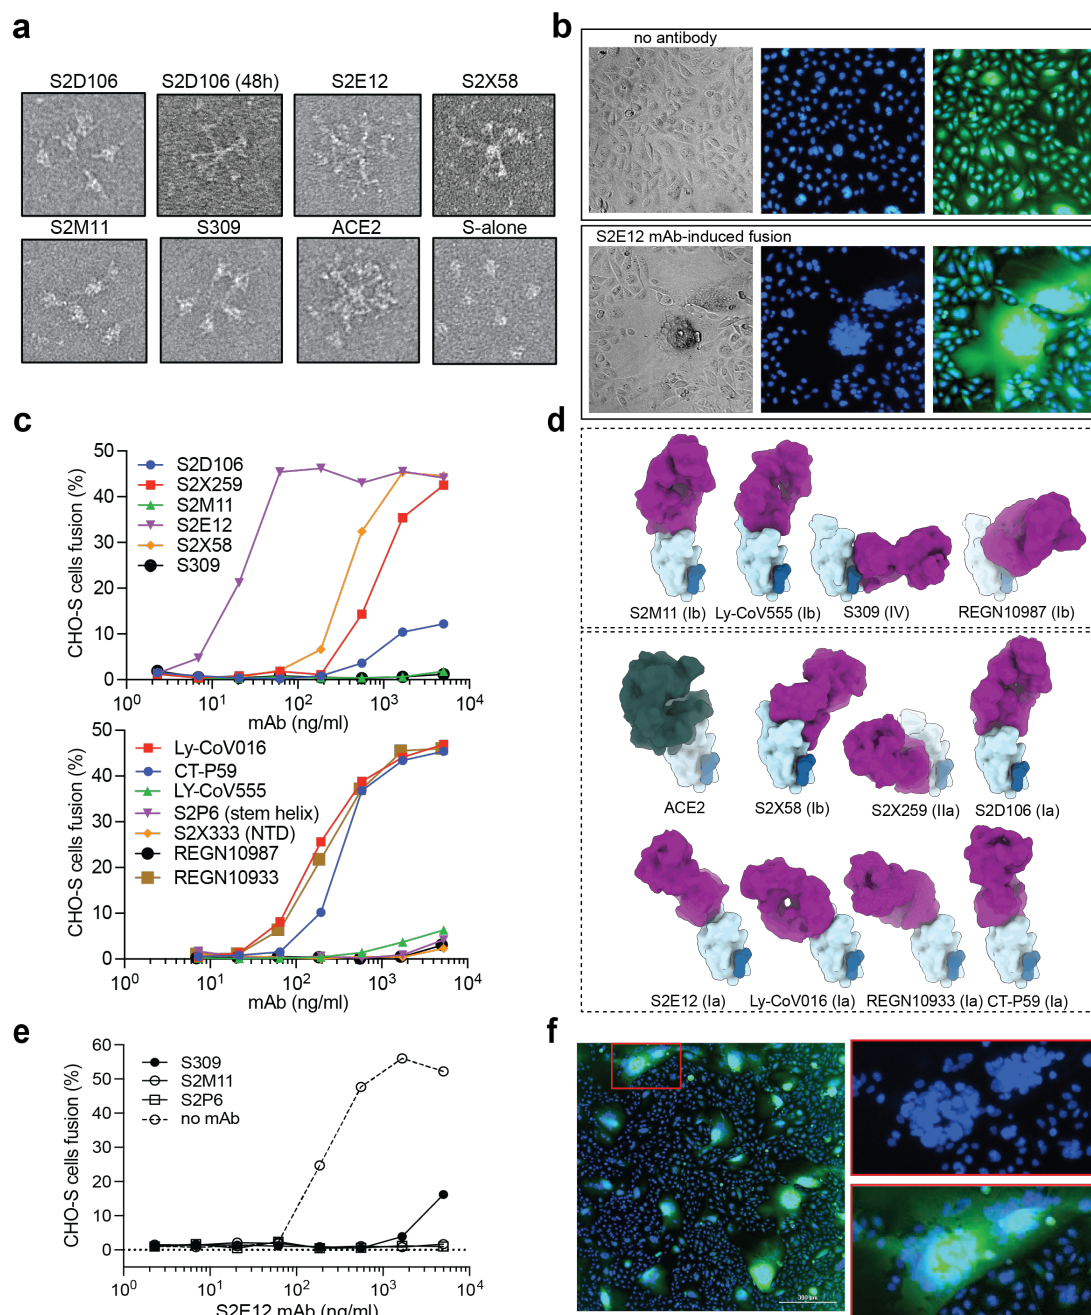 a
S2D106 S2D106 (48h) S2E12 S2X58
S2M11 S309 ACE2 S-alone
b
no antibody
S2E12 mAb-induced fusion
c
CHO-S cells fusion (%)
50
40
30
20
10
0
S2D106
S2X259
S2M11
S2E12
S2X58
S309
10⁰ 10¹ 10² 10³ 10⁴
mAb (ng/ml)
CHO-S cells fusion (%)
50
40
30
20
10
0
Ly-CoV016
CT-P59
LY-CoV555
S2P6 (stem helix)
S2X333 (NTD)
REGN10987
REGN10933
10⁰ 10¹ 10² 10³ 10⁴
mAb (ng/ml)
d
S2M11 (Ib) Ly-CoV555 (Ib) S309 (IV) REGN10987 (Ib)
ACE2 S2X58 (Ib) S2X259 (IIa) S2D106 (Ia)
S2E12 (Ia) Ly-CoV016 (Ia) REGN10933 (Ia) CT-P59 (Ia)
e
CHO-S cells fusion (%)
60
50
40
30
20
10
0
S309
S2M11
S2P6
no mAb
10⁰ 10¹ 10² 10³ 10⁴
S2E12 mAb (ng/ml)
f